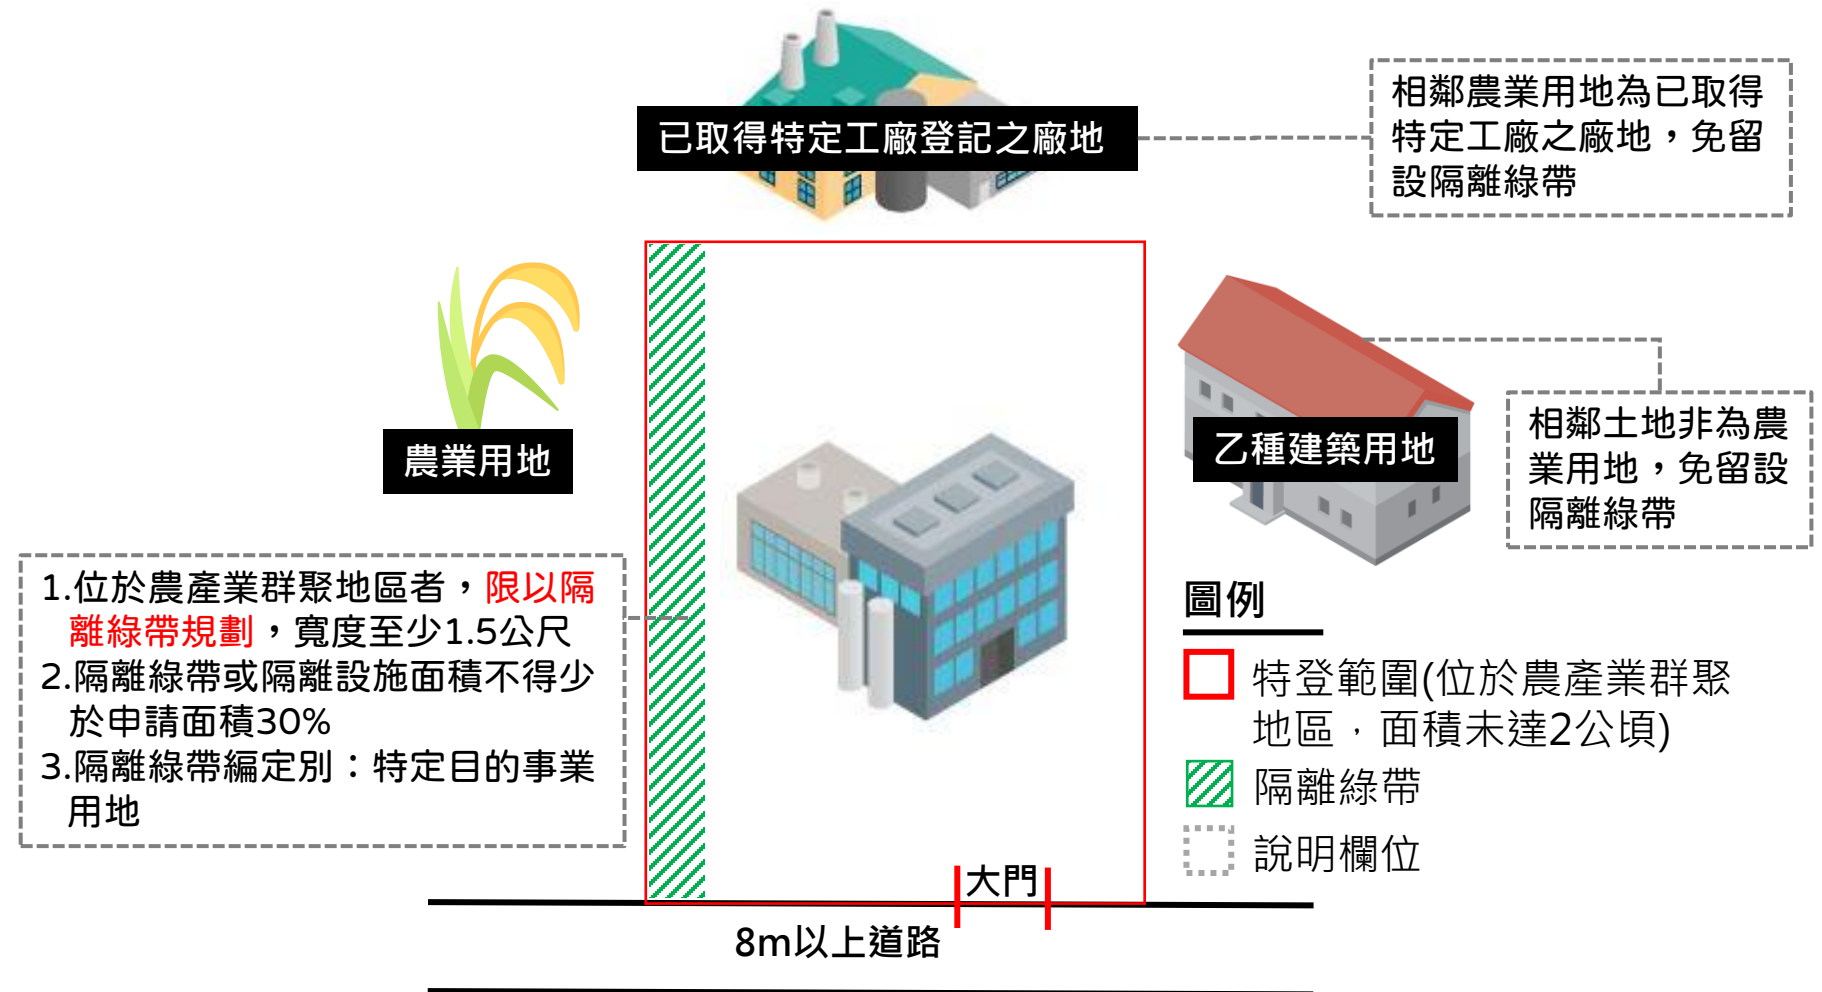 已取得特定工廠登記之廠地
相鄰農業用地為已取得
特定工廠之廠地，免留
設隔離綠帶
農業用地
乙種建築用地
相鄰土地非為農
業用地，免留設
隔離綠帶
1.位於農產業群聚地區者，限以隔
離綠帶規劃，寬度至少1.5公尺
2.隔離綠帶或隔離設施面積不得少
於申請面積30%
3.隔離綠帶編定別：特定目的事業
用地
圖例
特登範圍(位於農產業群聚
地區，面積未達2公頃)
隔離綠帶
說明欄位
大門
8m以上道路